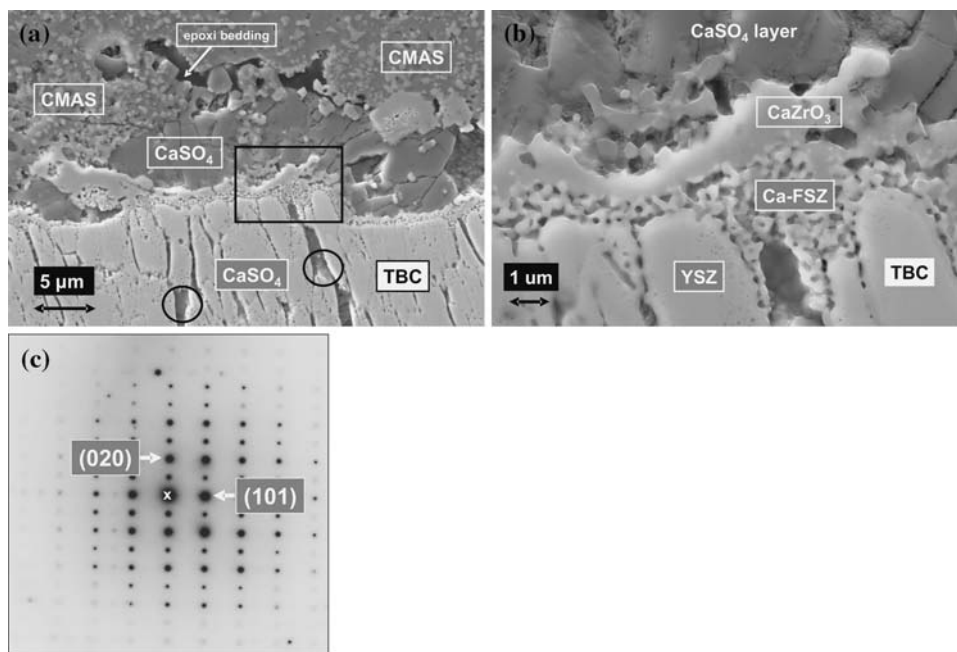 (a)
epoxi bedding
CMAS
CMAS
CaSO₄
CaSO₄
5 µm
TBC
(b)
CaSO₄ layer
CaZrO₃
Ca-FSZ
1 um
YSZ
TBC
(c)
(020)
x
(101)